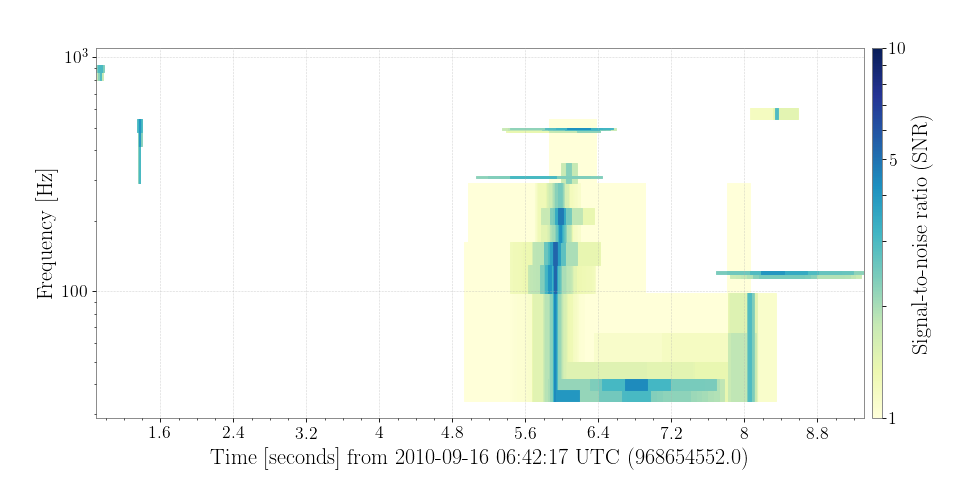 10³
100
Frequency [Hz]
1.6 2.4 3.2 4 4.8 5.6 6.4 7.2 8 8.8
Time [seconds] from 2010-09-16 06:42:17 UTC (968654552.0)
10
5
1
Signal-to-noise ratio (SNR)